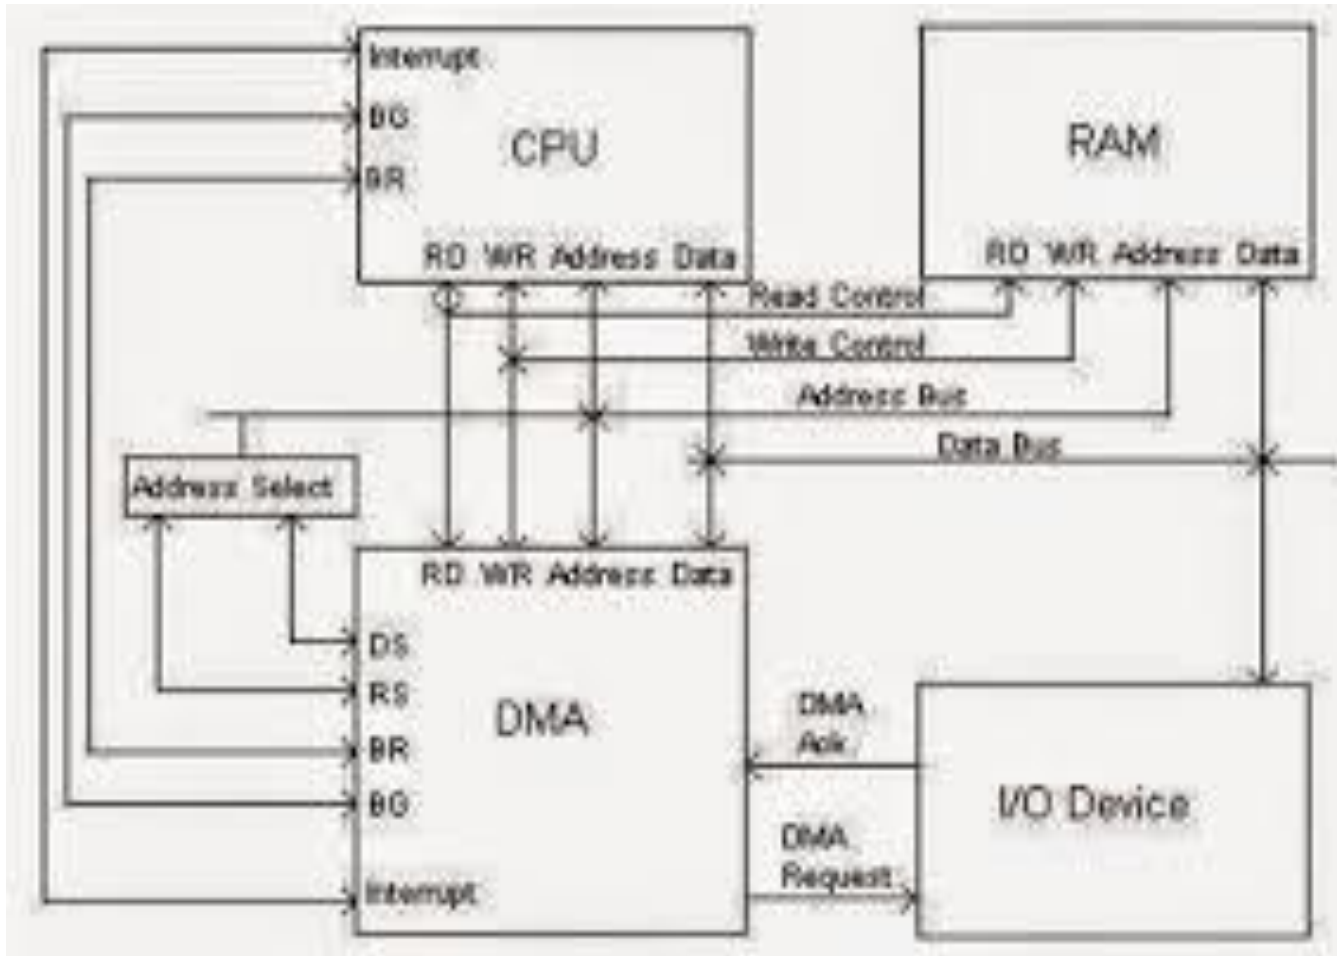 Interrupt
BG
CPU
BR
RD WR Address Data
RAM
RD WR Address Data
Read Control
Write Control
Address Bus
Data Bus
Address Select
RD WR Address Data
DS
RS
DMA
BR
BG
Interrupt
DMA
Ack
DMA
Request
I/O Device